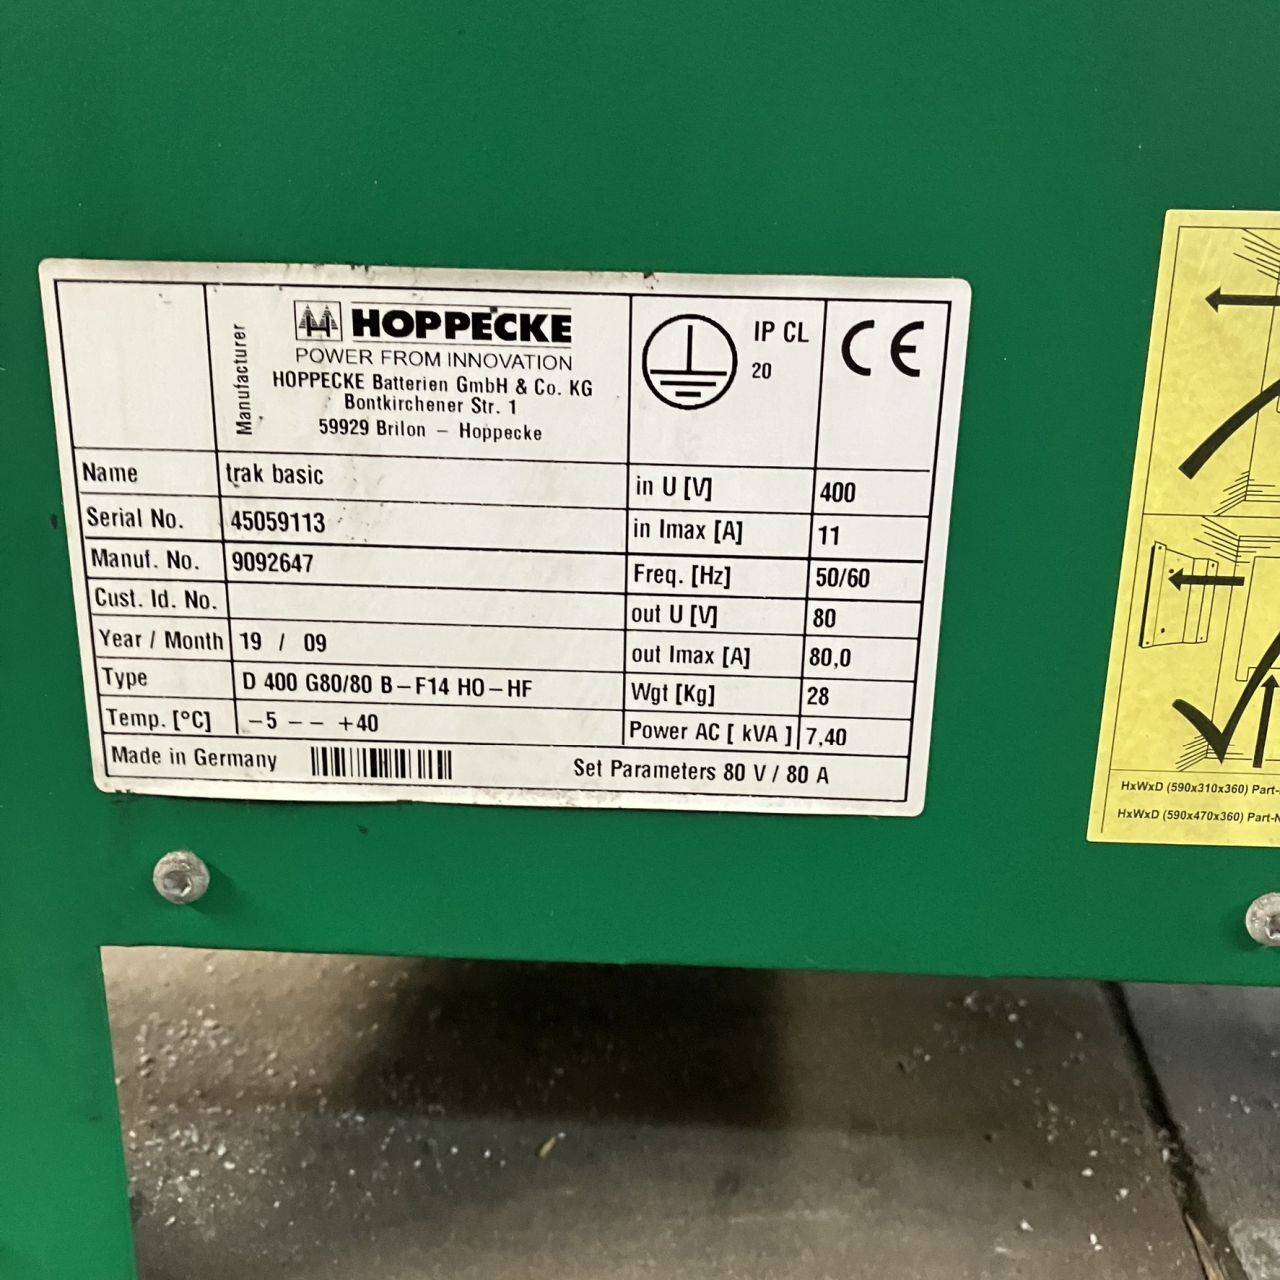 HOPPECKE
POWER FROM INNOVATION
Manufacturer
HOPPECKE Batterien GmbH & Co. KG
Bontkirchener Str. 1
59929 Brilon – Hoppecke
IP CL
20
CE
Name trak basic
Serial No. 45059113
Manuf. No. 9092647
Cust. Id. No.
Year / Month 19 / 09
Type D 400 G80/80 B–F14 HO–HF
Temp. [°C] –5 –– +40
in U [V] 400
in Imax [A] 11
Freq. [Hz] 50/60
out U [V] 80
out Imax [A] 80,0
Wgt [Kg] 28
Power AC [ kVA ] 7,40
Made in Germany
Set Parameters 80 V / 80 A
HxWxD (590x310x360) Part-
HxWxD (590x470x360) Part-N